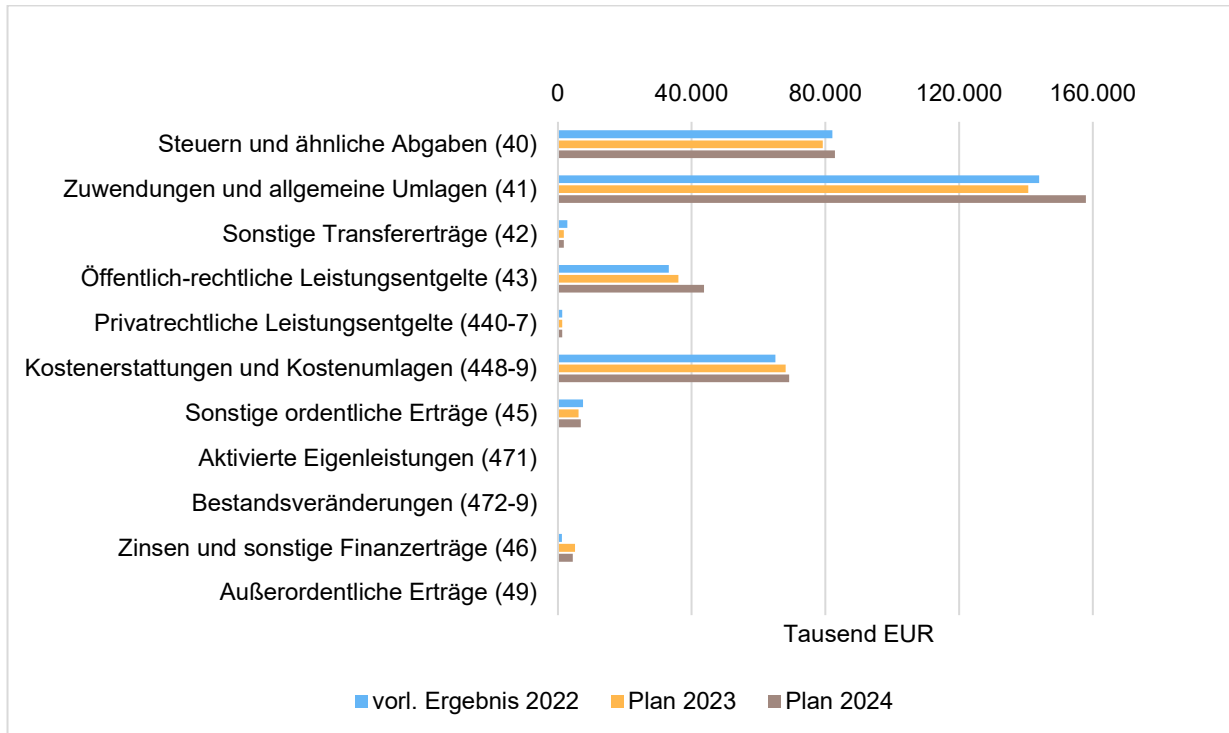 0 40.000 80.000 120.000 160.000
Steuern und ähnliche Abgaben (40)
Zuwendungen und allgemeine Umlagen (41)
Sonstige Transfererträge (42)
Öffentlich-rechtliche Leistungsentgelte (43)
Privatrechtliche Leistungsentgelte (440-7)
Kostenerstattungen und Kostenumlagen (448-9)
Sonstige ordentliche Erträge (45)
Aktivierte Eigenleistungen (471)
Bestandsveränderungen (472-9)
Zinsen und sonstige Finanzerträge (46)
Außerordentliche Erträge (49)
Tausend EUR
vorl. Ergebnis 2022 Plan 2023 Plan 2024